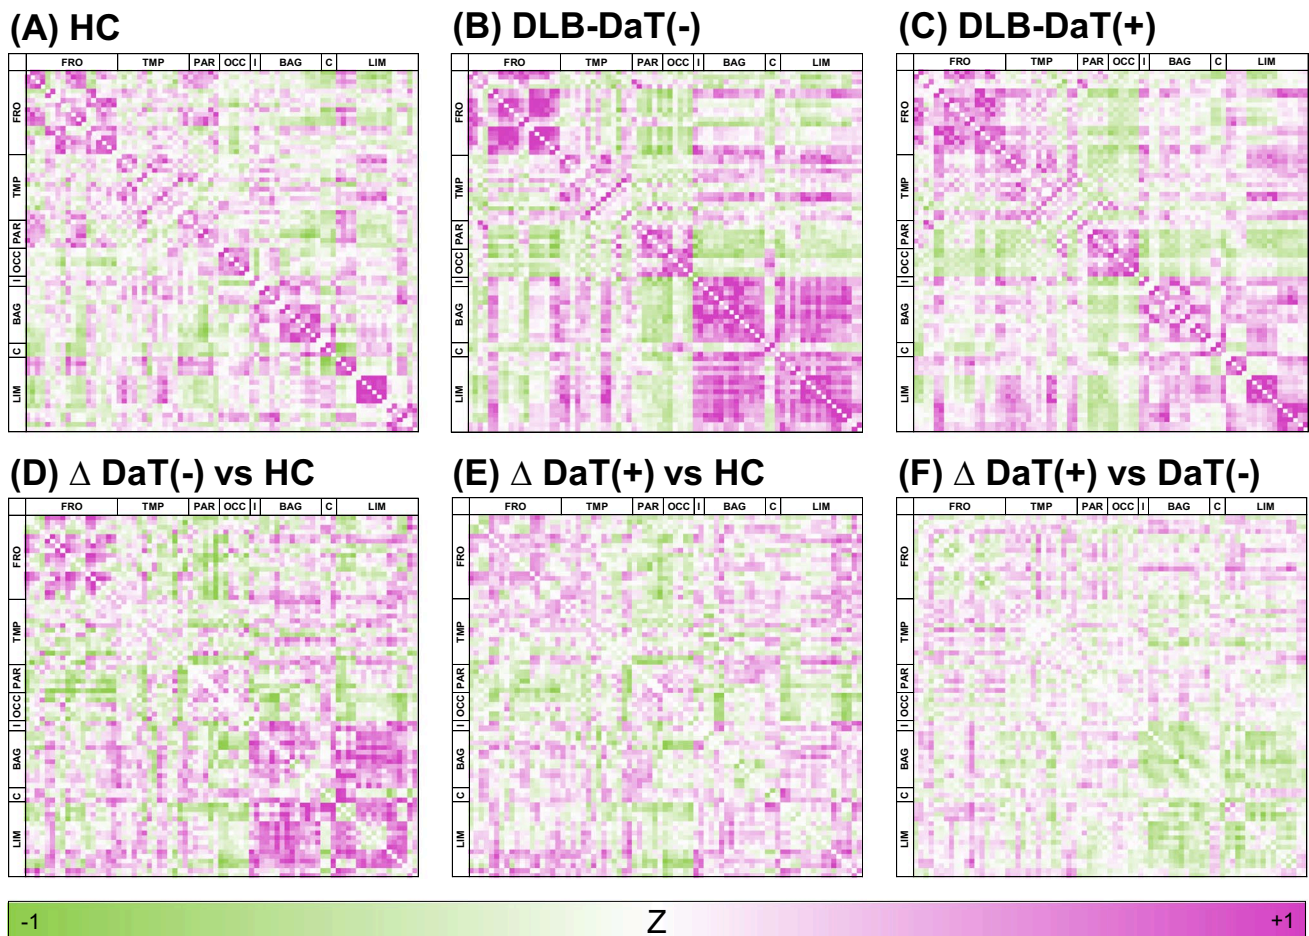 (A) HC
(B) DLB-DaT(-)
(C) DLB-DaT(+)
FRO TMP PAR OCC I BAG C LIM
FRO TMP PAR OCC I BAG C LIM
FRO TMP PAR OCC I BAG C LIM
FRO
TMP
PAR
OCC
I
BAG
C
LIM
FRO
TMP
PAR
OCC
I
BAG
C
LIM
FRO
TMP
PAR
OCC
I
BAG
C
LIM
(D) Δ DaT(-) vs HC
(E) Δ DaT(+) vs HC
(F) Δ DaT(+) vs DaT(-)
FRO TMP PAR OCC I BAG C LIM
FRO TMP PAR OCC I BAG C LIM
FRO TMP PAR OCC I BAG C LIM
FRO
TMP
PAR
OCC
I
BAG
C
LIM
FRO
TMP
PAR
OCC
I
BAG
C
LIM
FRO
TMP
PAR
OCC
I
BAG
C
LIM
-1 Z +1